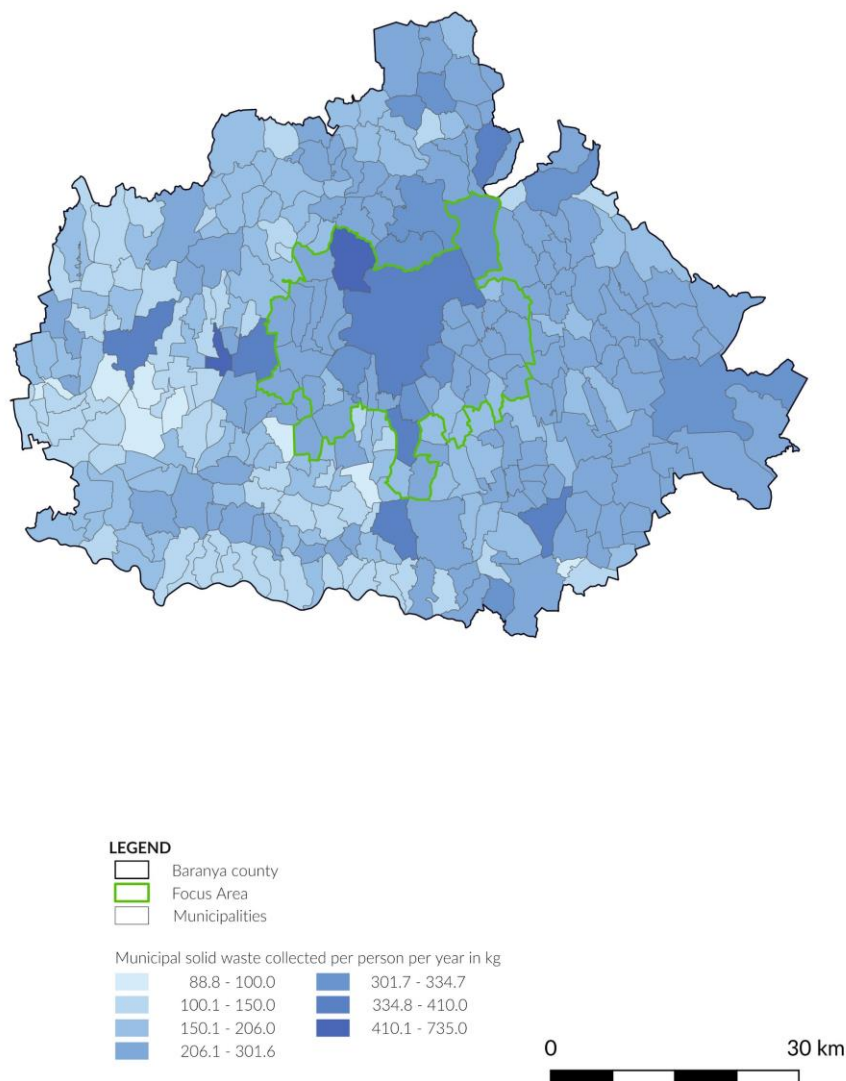 LEGEND
Baranya county
Focus Area
Municipalities
Municipal solid waste collected per person per year in kg
88.8 - 100.0
100.1 - 150.0
150.1 - 206.0
206.1 - 301.6
301.7 - 334.7
334.8 - 410.0
410.1 - 735.0
0 30 km